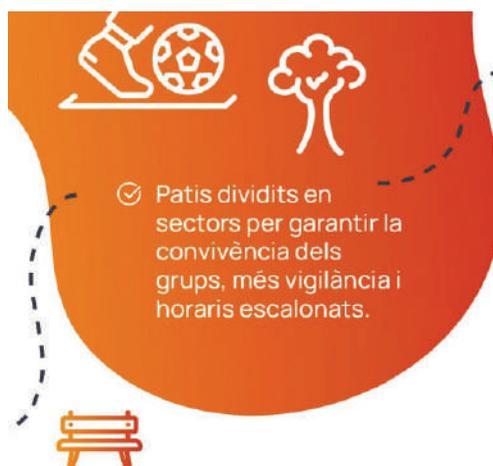 Patis dividits en
sectors per garantir la
convivència dels
grups, més vigilància i
horaris escalonats.